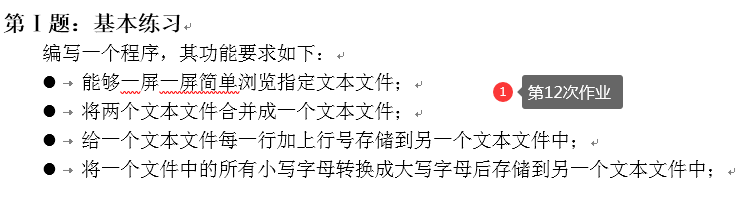 第Ⅰ题：基本练习
编写一个程序，其功能要求如下：
● 能够一屏一屏简单浏览指定文本文件；
1 第12次作业
● 将两个文本文件合并成一个文本文件；
● 给一个文本文件每一行加上行号存储到另一个文本文件中；
● 将一个文件中的所有小写字母转换成大写字母后存储到另一个文本文件中；